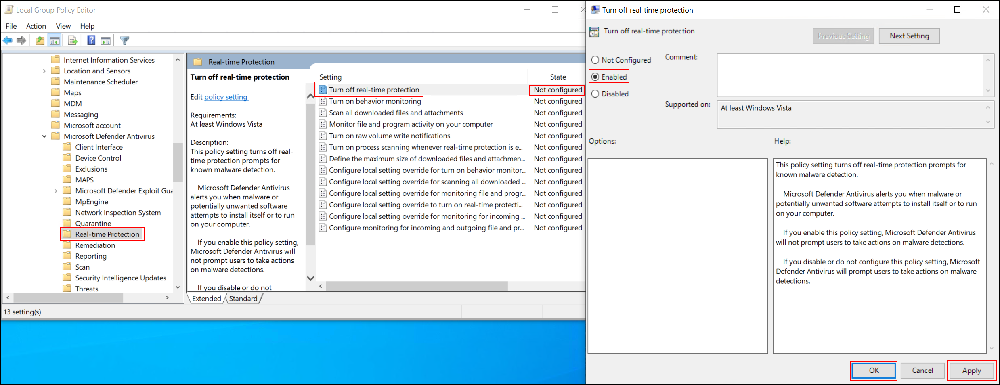 Local Group Policy Editor
File Action View Help
Internet Information Services
Location and Sensors
Maintenance Scheduler
Maps
MDM
Messaging
Microsoft account
Microsoft Defender Antivirus
Client Interface
Device Control
Exclusions
MAPS
Microsoft Defender Exploit Gua
MpEngine
Network Inspection System
Quarantine
Real-time Protection
Remediation
Reporting
Scan
Security Intelligence Updates
Threats
13 setting(s)
Real-time Protection
Turn off real-time protection
Edit policy setting
Requirements:
At least Windows Vista
Description:
This policy setting turns off real-
time protection prompts for
known malware detection.
Microsoft Defender Antivirus
alerts you when malware or
potentially unwanted software
attempts to install itself or to run
on your computer.
If you enable this policy setting,
Microsoft Defender Antivirus will
not prompt users to take actions
on malware detections.
If you disable or do not
Extended Standard
Setting State
Turn off real-time protection Not configured
Turn on behavior monitoring Not configured
Scan all downloaded files and attachments Not configured
Monitor file and program activity on your computer Not configured
Turn on raw volume write notifications Not configured
Turn on process scanning whenever real-time protection is e... Not configured
Define the maximum size of downloaded files and attachmen... Not configured
Configure local setting override for turn on behavior monitor... Not configured
Configure local setting override for scanning all downloaded ... Not configured
Configure local setting override for monitoring file and progr... Not configured
Configure local setting override to turn on real-time protecti... Not configured
Configure local setting override for monitoring for incoming ... Not configured
Configure monitoring for incoming and outgoing file and pr... Not configured
Turn off real-time protection
Turn off real-time protection
Previous Setting Next Setting
Not Configured
Enabled
Disabled
Comment:
Supported on:
At least Windows Vista
Options:
Help:
This policy setting turns off real-time protection prompts for
known malware detection.
Microsoft Defender Antivirus alerts you when malware or
potentially unwanted software attempts to install itself or to run
on your computer.
If you enable this policy setting, Microsoft Defender Antivirus
will not prompt users to take actions on malware detections.
If you disable or do not configure this policy setting, Microsoft
Defender Antivirus will prompt users to take actions on malware
detections.
OK Cancel Apply